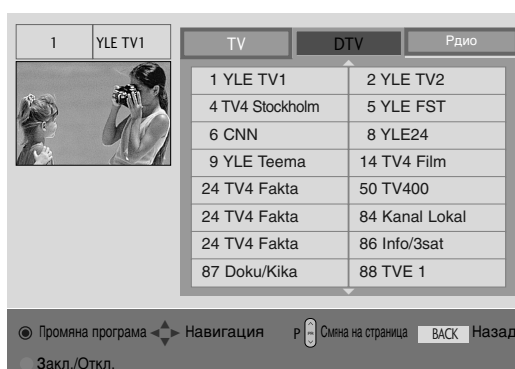 1 YLE TV1
TV DTV Рдио
1 YLE TV1 2 YLE TV2
4 TV4 Stockholm 5 YLE FST
6 CNN 8 YLE24
9 YLE Teema 14 TV4 Film
24 TV4 Fakta 50 TV400
24 TV4 Fakta 84 Kanal Lokal
24 TV4 Fakta 86 Info/3sat
87 Doku/Kika 88 TVE 1
Промяна програма Навигация P Смяна на страница BACK Назад
Закл./Откл.